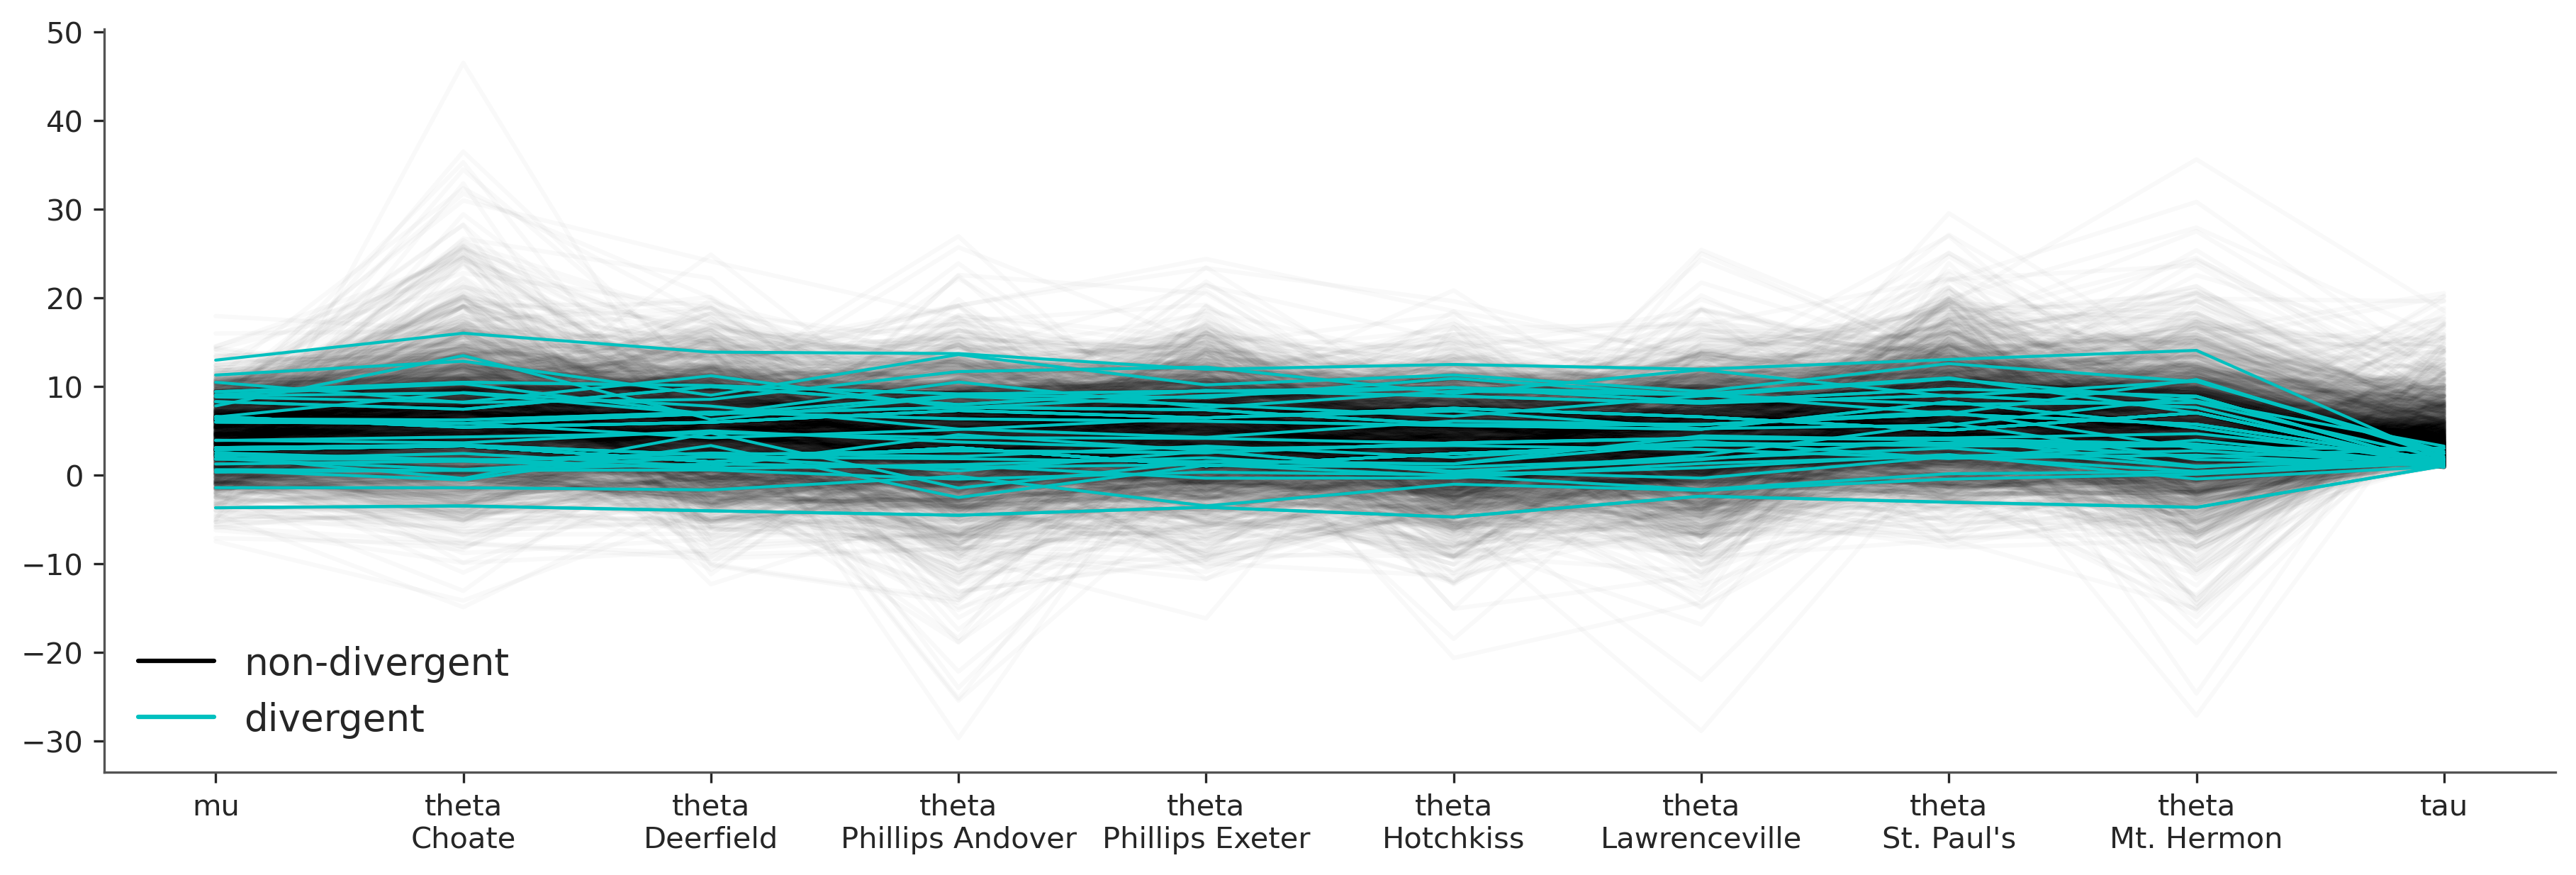 50
40
30
20
10
0
−10
−20
−30
non-divergent
divergent
mu
theta
Choate
theta
Deerfield
theta
Phillips Andover
theta
Phillips Exeter
theta
Hotchkiss
theta
Lawrenceville
theta
St. Paul's
theta
Mt. Hermon
tau